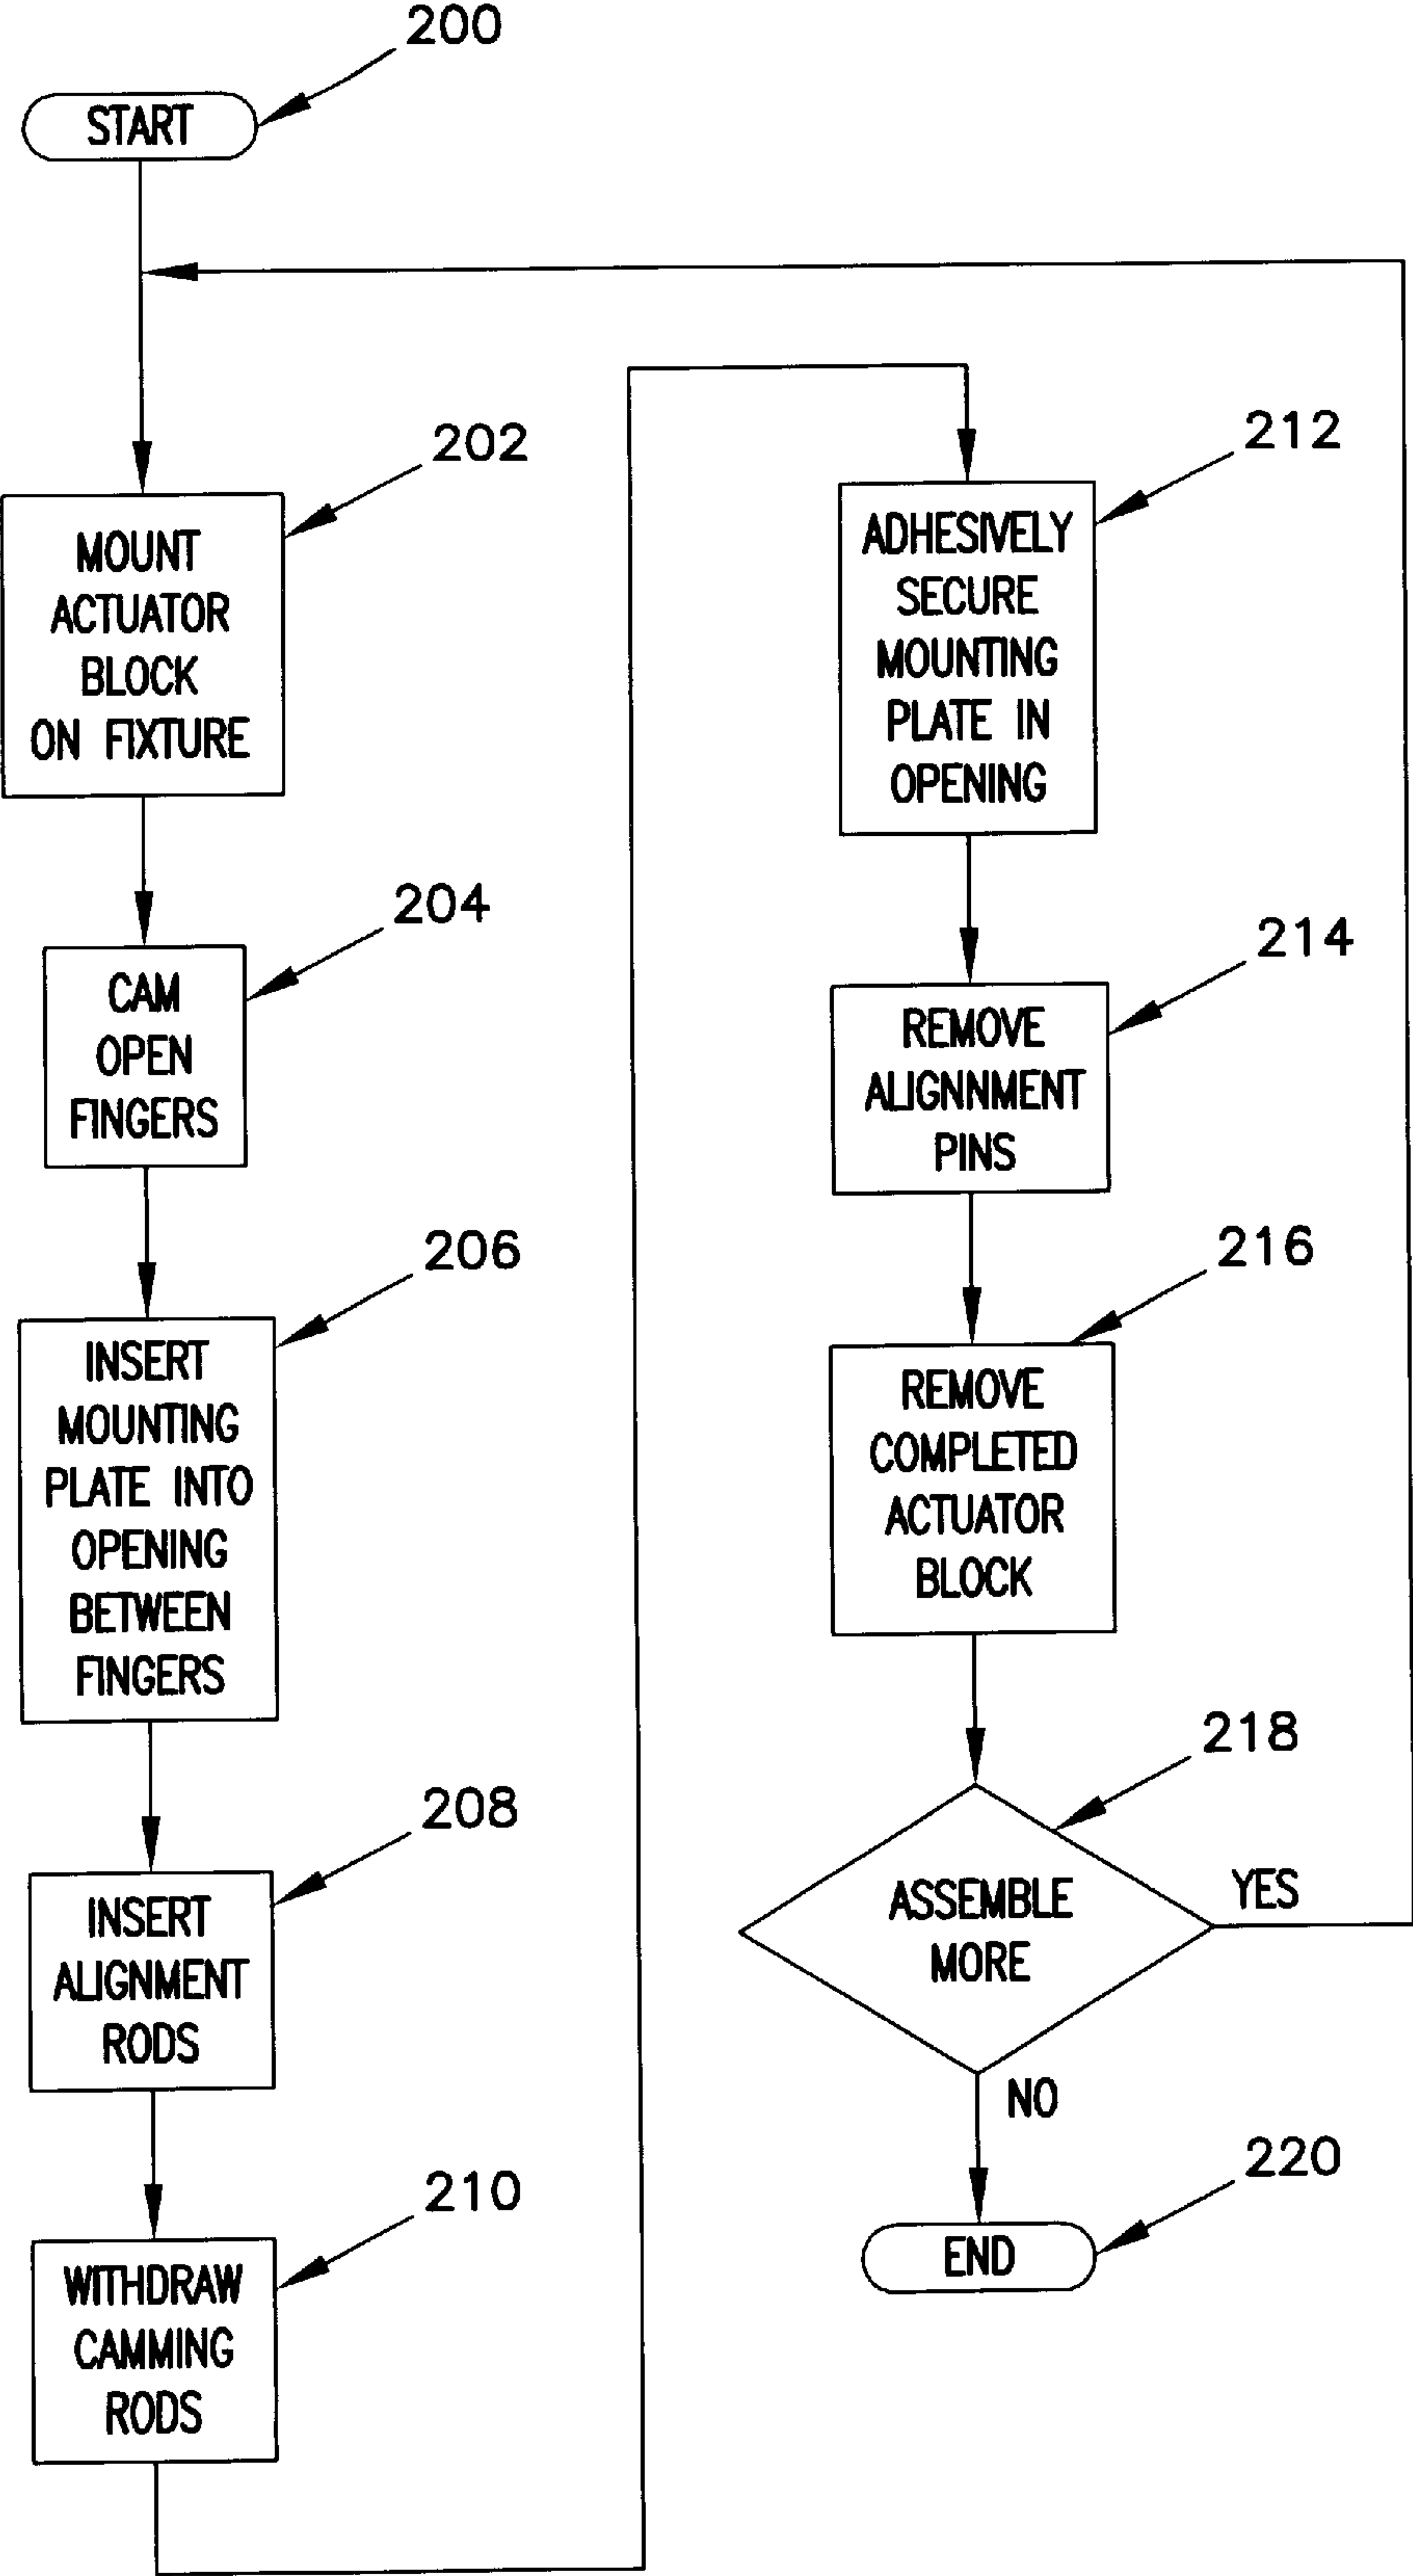 200
START
202
MOUNT
ACTUATOR
BLOCK
ON FIXTURE
204
CAM
OPEN
FINGERS
206
INSERT
MOUNTING
PLATE INTO
OPENING
BETWEEN
FINGERS
208
INSERT
ALIGNMENT
RODS
210
WITHDRAW
CAMMING
RODS
212
ADHESIVELY
SECURE
MOUNTING
PLATE IN
OPENING
214
REMOVE
ALIGNNMENT
PINS
216
REMOVE
COMPLETED
ACTUATOR
BLOCK
218
ASSEMBLE
MORE
YES
NO
220
END